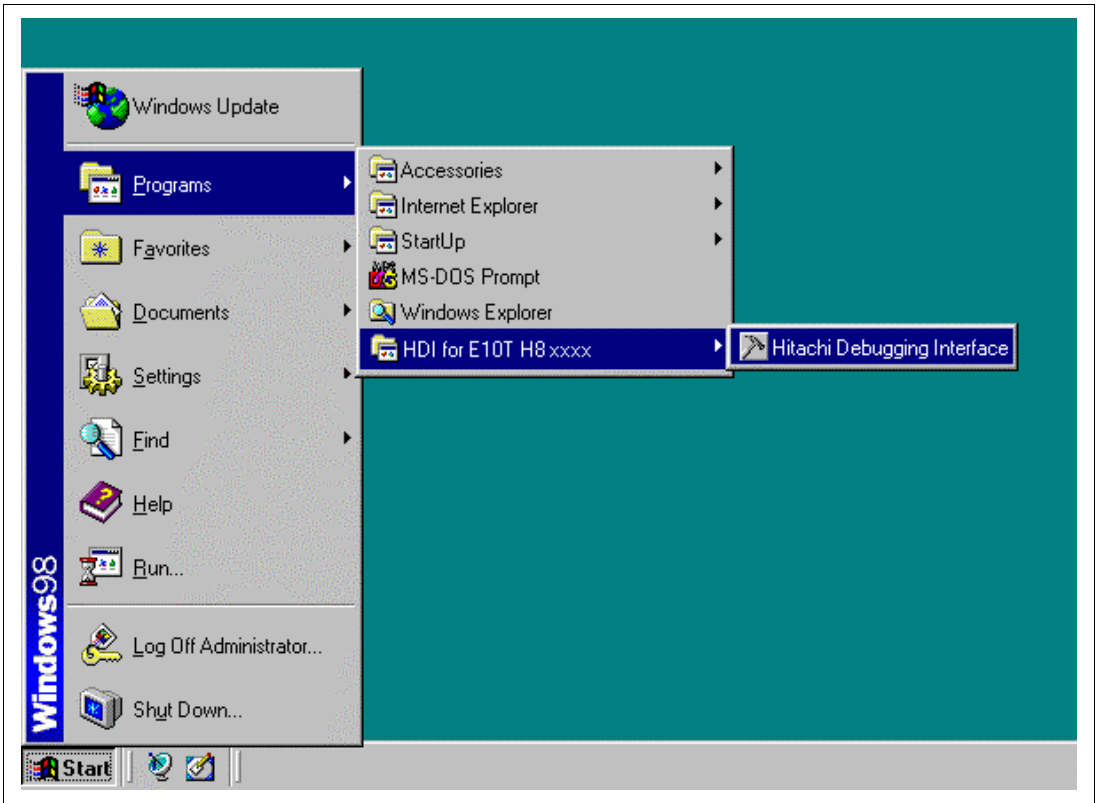 Windows Update
Programs
Favorites
Documents
Settings
Find
Help
Run...
Log Off Administrator...
Shut Down...
Windows98
Accessories
Internet Explorer
StartUp
MS-DOS Prompt
Windows Explorer
HDI for E10T H8 xxxx
Hitachi Debugging Interface
Start